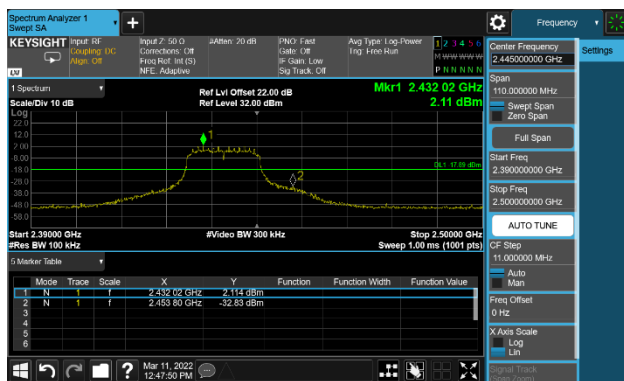 Spectrum Analyzer 1
Swept SA
Frequency
KEYSIGHT
Input: RF
Coupling: DC
Align: Off
Input Z: 50 Ω
Corrections: Off
Freq Ref: Int (S)
NFE: Adaptive
#Atten: 20 dB
PNO: Fast
Gate: Off
IF Gain: Low
Sig Track: Off
Avg Type: Log-Power
Trig: Free Run
1 2 3 4 5 6
M W W W W W
P N N N N N
LXI
1 Spectrum
Scale/Div 10 dB
Log
Ref Lvl Offset 22.00 dB
Ref Level 32.00 dBm
Mkr1 2.432 02 GHz
2.11 dBm
22.0
12.0
2.00
-8.00
-18.0
-28.0
-38.0
-48.0
-58.0
1
2
DL1 -17.89 dBm
Start 2.39000 GHz
#Res BW 100 kHz
#Video BW 300 kHz
Stop 2.50000 GHz
Sweep 1.00 ms (1001 pts)
5 Marker Table
Mode Trace Scale X Y Function Function Width Function Value
1 N 1 f 2.432 02 GHz 2.114 dBm
2 N 1 f 2.453 80 GHz -32.83 dBm
3
4
5
6
Mar 11, 2022
12:47:50 PM
Center Frequency
2.445000000 GHz
Settings
Span
110.000000 MHz
Swept Span
Zero Span
Full Span
Start Freq
2.390000000 GHz
Stop Freq
2.500000000 GHz
AUTO TUNE
CF Step
11.000000 MHz
Auto
Man
Freq Offset
0 Hz
X Axis Scale
Log
Lin
Signal Track
(Span Zoom)